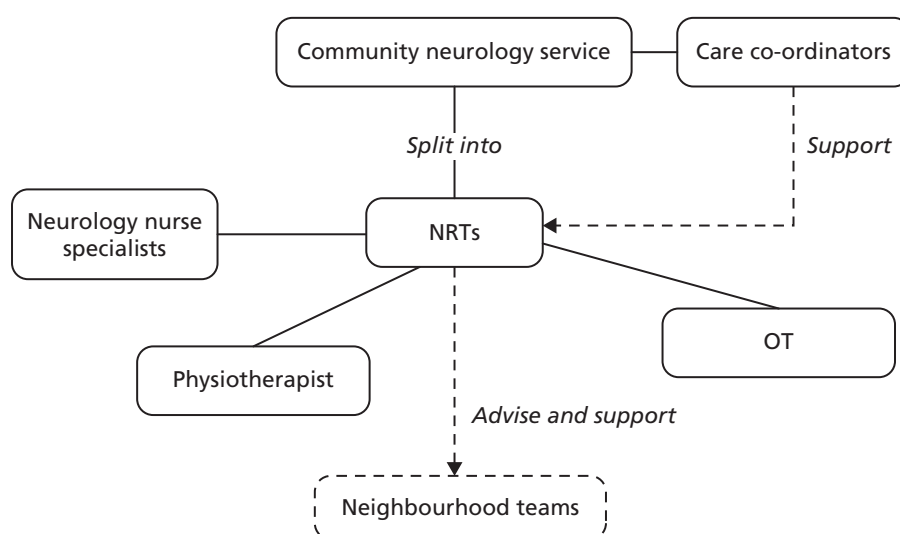 Community neurology service
Care co-ordinators
Split into
Support
Neurology nurse
specialists
NRTs
OT
Physiotherapist
Advise and support
Neighbourhood teams